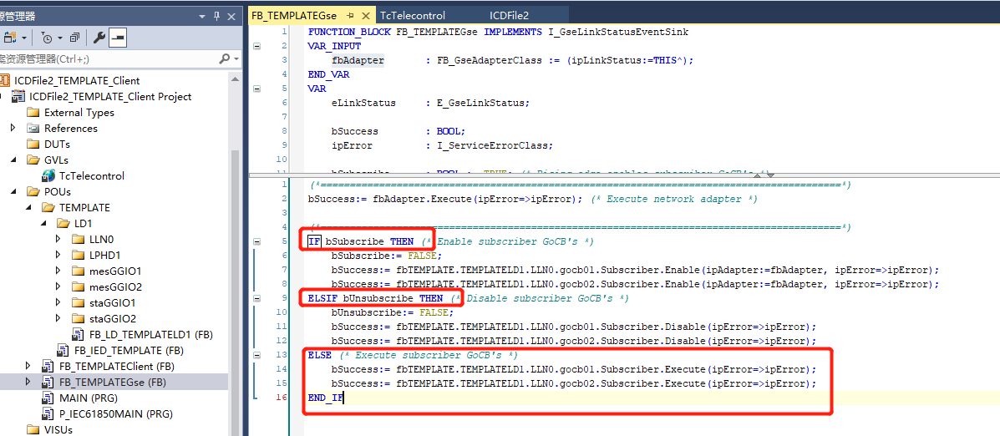 源管理器
案资源管理器(Ctrl+;)
ICDFile2_TEMPLATE_Client
ICDFile2_TEMPLATE_Client Project
External Types
References
DUTs
GVLs
TcTelecontrol
POUs
TEMPLATE
LD1
LLN0
LPHD1
mesGGIO1
mesGGIO2
staGGIO1
staGGIO2
FB_LD_TEMPLATELD1 (FB)
FB_IED_TEMPLATE (FB)
FB_TEMPLATEClient (FB)
FB_TEMPLATEGse (FB)
MAIN (PRG)
P_IEC61850MAIN (PRG)
VISUs
FB_TEMPLATEGse TcTelecontrol ICDFile2
1 FUNCTION_BLOCK FB_TEMPLATEGse IMPLEMENTS I_GseLinkStatusEventSink
2 VAR_INPUT
3 fbAdapter : FB_GseAdapterClass := (ipLinkStatus:=THIS^);
4 END_VAR
5 VAR
6 eLinkStatus : E_GseLinkStatus;
7
8 bSuccess : BOOL;
9 ipError : I_ServiceErrorClass;
10
1 (*==============================================================================*)
2 bSuccess:= fbAdapter.Execute(ipError=>ipError); (* Execute network adapter *)
3
4 (*==============================================================================*)
5 IF bSubscribe THEN (* Enable subscriber GoCB's *)
6 bSubscribe:= FALSE;
7 bSuccess:= fbTEMPLATE.TEMPLATELD1.LLN0.gocb01.Subscriber.Enable(ipAdapter:=fbAdapter, ipError=>ipError);
8 bSuccess:= fbTEMPLATE.TEMPLATELD1.LLN0.gocb02.Subscriber.Enable(ipAdapter:=fbAdapter, ipError=>ipError);
9 ELSIF bUnsubscribe THEN (* Disable subscriber GoCB's *)
10 bUnsubscribe:= FALSE;
11 bSuccess:= fbTEMPLATE.TEMPLATELD1.LLN0.gocb01.Subscriber.Disable(ipError=>ipError);
12 bSuccess:= fbTEMPLATE.TEMPLATELD1.LLN0.gocb02.Subscriber.Disable(ipError=>ipError);
13 ELSE (* Execute subscriber GoCB's *)
14 bSuccess:= fbTEMPLATE.TEMPLATELD1.LLN0.gocb01.Subscriber.Execute(ipError=>ipError);
15 bSuccess:= fbTEMPLATE.TEMPLATELD1.LLN0.gocb02.Subscriber.Execute(ipError=>ipError);
16 END_IF